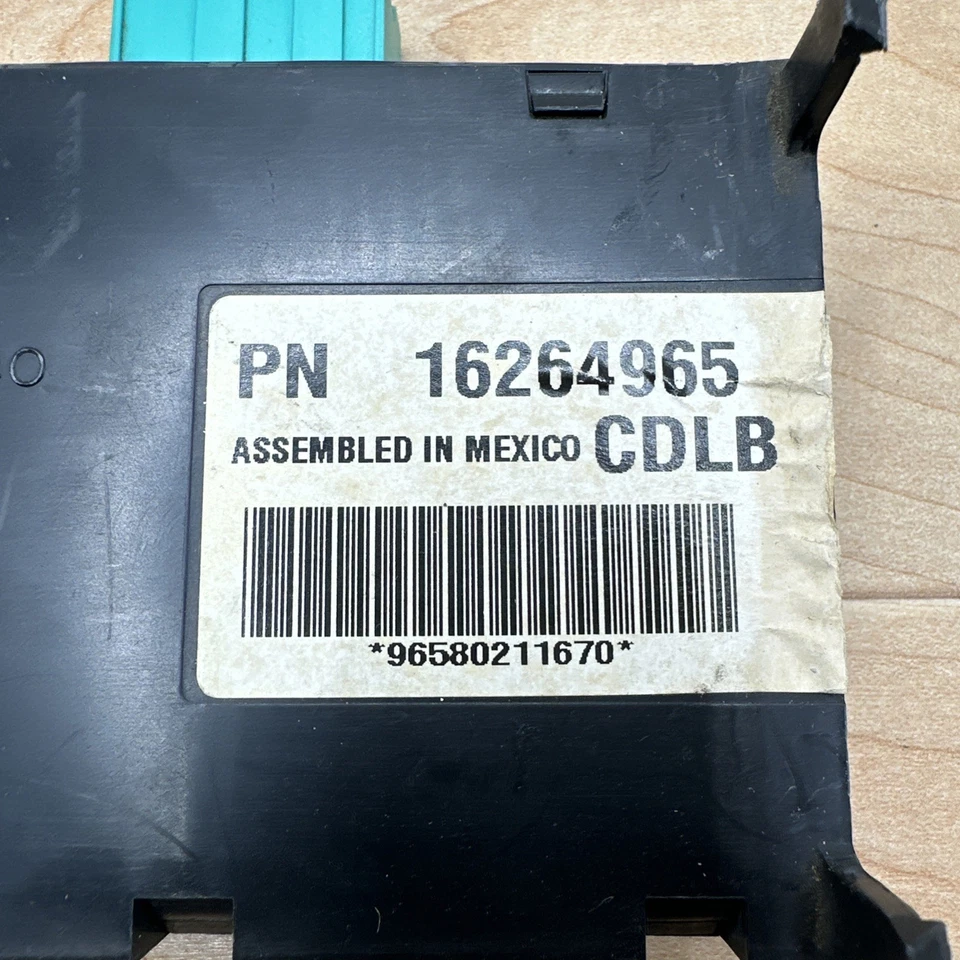 PN 16264965
ASSEMBLED IN MEXICO CDLB
*96580211670*
O